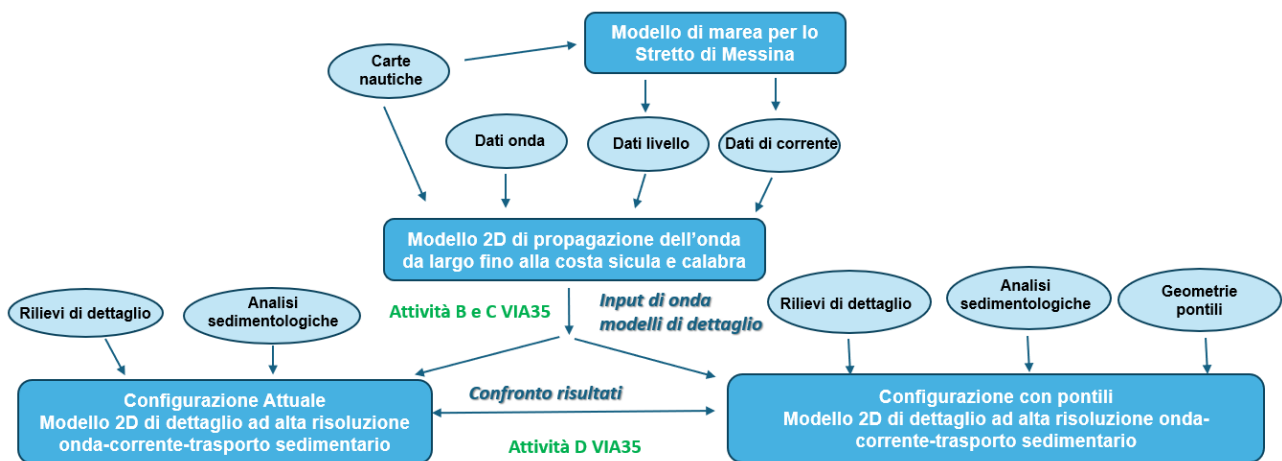 Modello di marea per lo
Stretto di Messina
Carte
nautiche
Dati onda
Dati livello
Dati di corrente
Modello 2D di propagazione dell'onda
da largo fino alla costa sicula e calabra
Rilievi di dettaglio
Analisi
sedimentologiche
Attività B e C VIA35
Input di onda
modelli di dettaglio
Rilievi di dettaglio
Analisi
sedimentologiche
Geometrie
pontili
Configurazione Attuale
Modello 2D di dettaglio ad alta risoluzione
onda-corrente-trasporto sedimentario
Confronto risultati
Attività D VIA35
Configurazione con pontili
Modello 2D di dettaglio ad alta risoluzione onda-
corrente-trasporto sedimentario